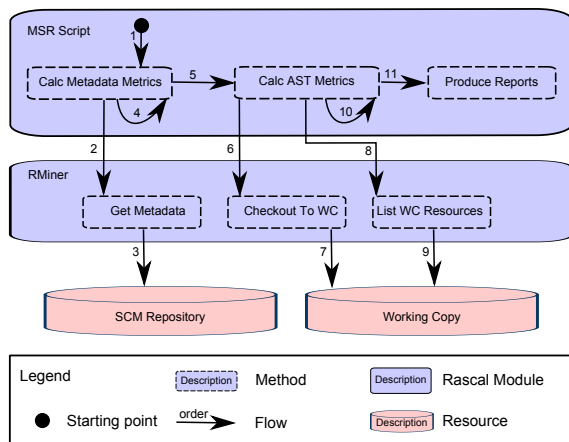 MSR Script
1
Calc Metadata Metrics
5
Calc AST Metrics
11
Produce Reports
4
10
2
6
8
RMiner
Get Metadata
Checkout To WC
List WC Resources
3
7
9
SCM Repository
Working Copy
Legend
Description
Method
Description
Rascal Module
Starting point
order
Flow
Description
Resource